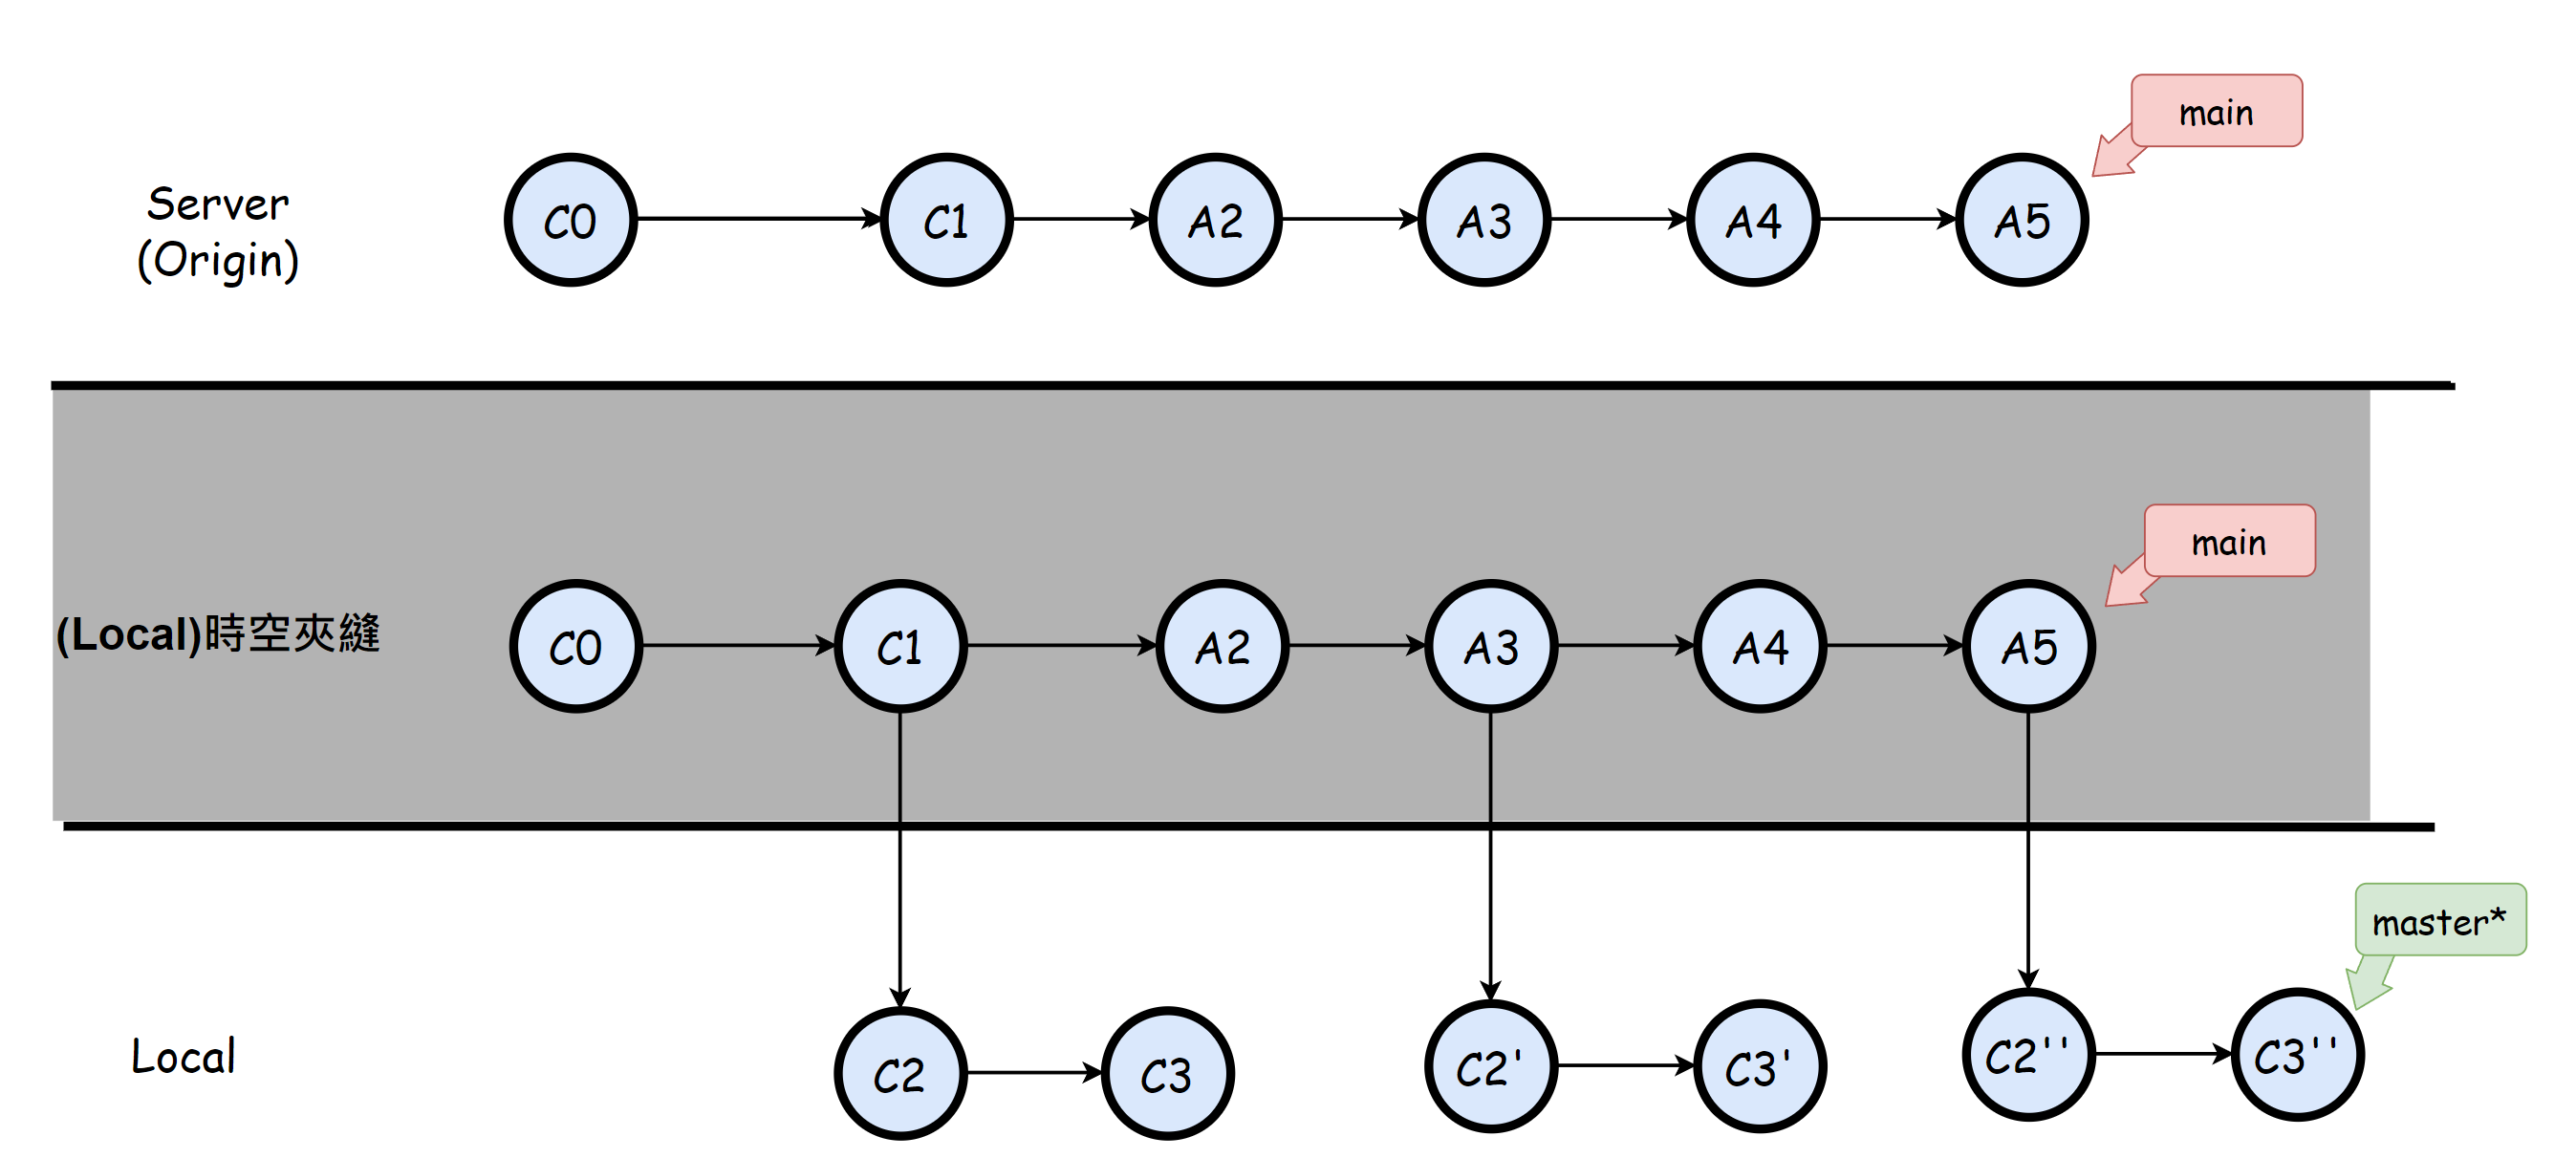 main
Server
(Origin)
C0
C1
A2
A3
A4
A5
main
(Local)時空夾縫
C0
C1
A2
A3
A4
A5
master*
Local
C2
C3
C2'
C3'
C2''
C3''